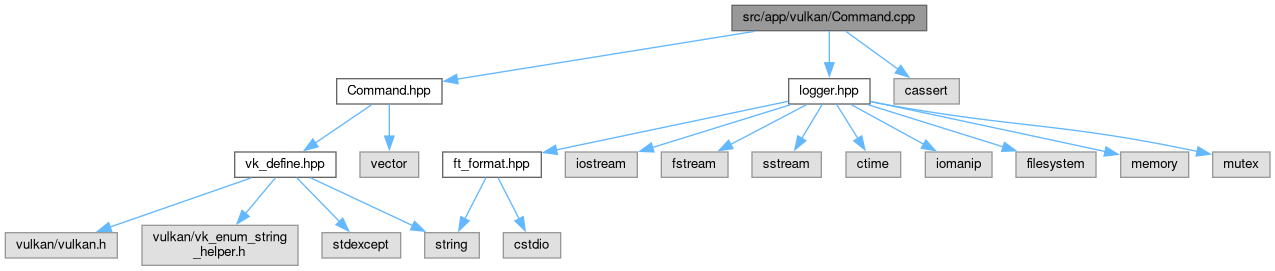 src/app/vulkan/Command.cpp
Command.hpp
logger.hpp
cassert
vk_define.hpp
vector
ft_format.hpp
iostream
fstream
sstream
ctime
iomanip
filesystem
memory
mutex
vulkan/vulkan.h
vulkan/vk_enum_string
_helper.h
stdexcept
string
cstdio